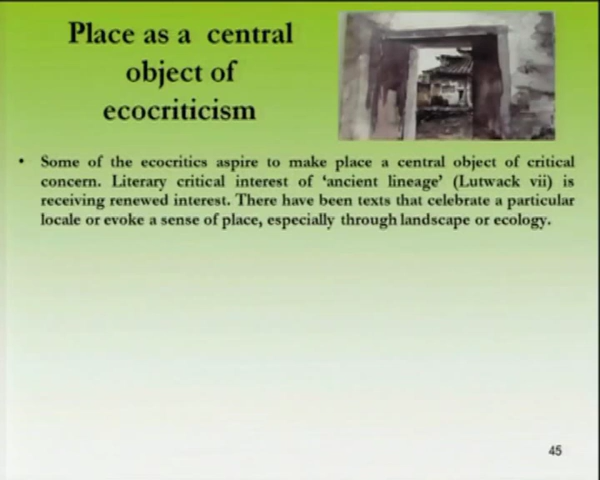 Place as a central
object of
ecocriticism
• Some of the ecocritics aspire to make place a central object of critical
concern. Literary critical interest of ‘ancient lineage’ (Lutwack vii) is
receiving renewed interest. There have been texts that celebrate a particular
locale or evoke a sense of place, especially through landscape or ecology.
45